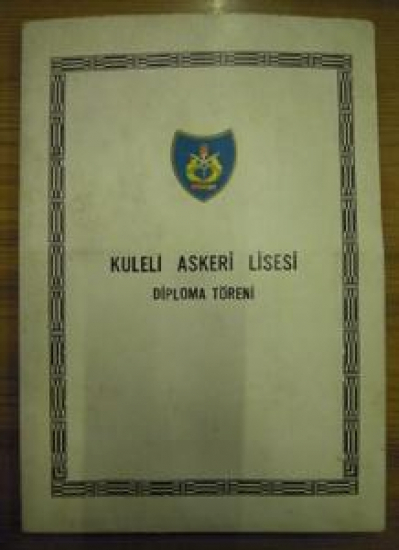 KULELİ ASKERİ LİSESİ
DİPLOMA TÖRENİ